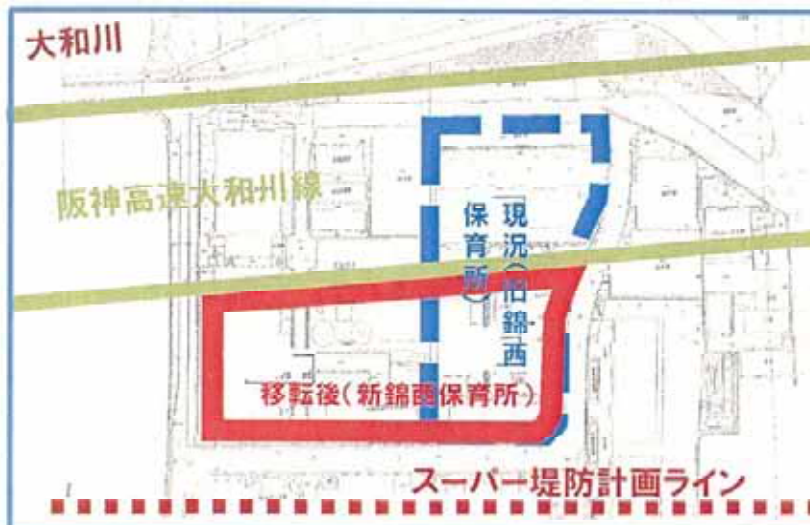 大和川
阪神高速大和川線
現況(旧錦西
保育所)
移転後(新錦西保育所)
スーパー堤防計画ライン